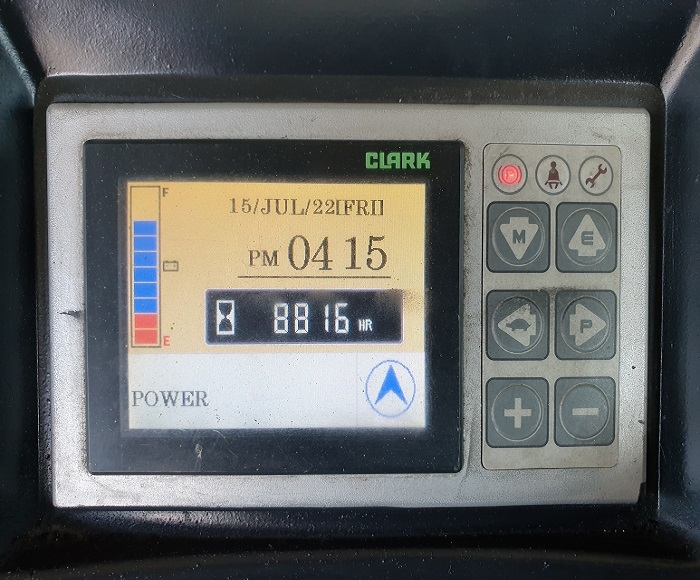 CLARK
F
15/JUL/22[FRI]
PM 04 15
8816 HR
E
POWER
M
E
P
+
−